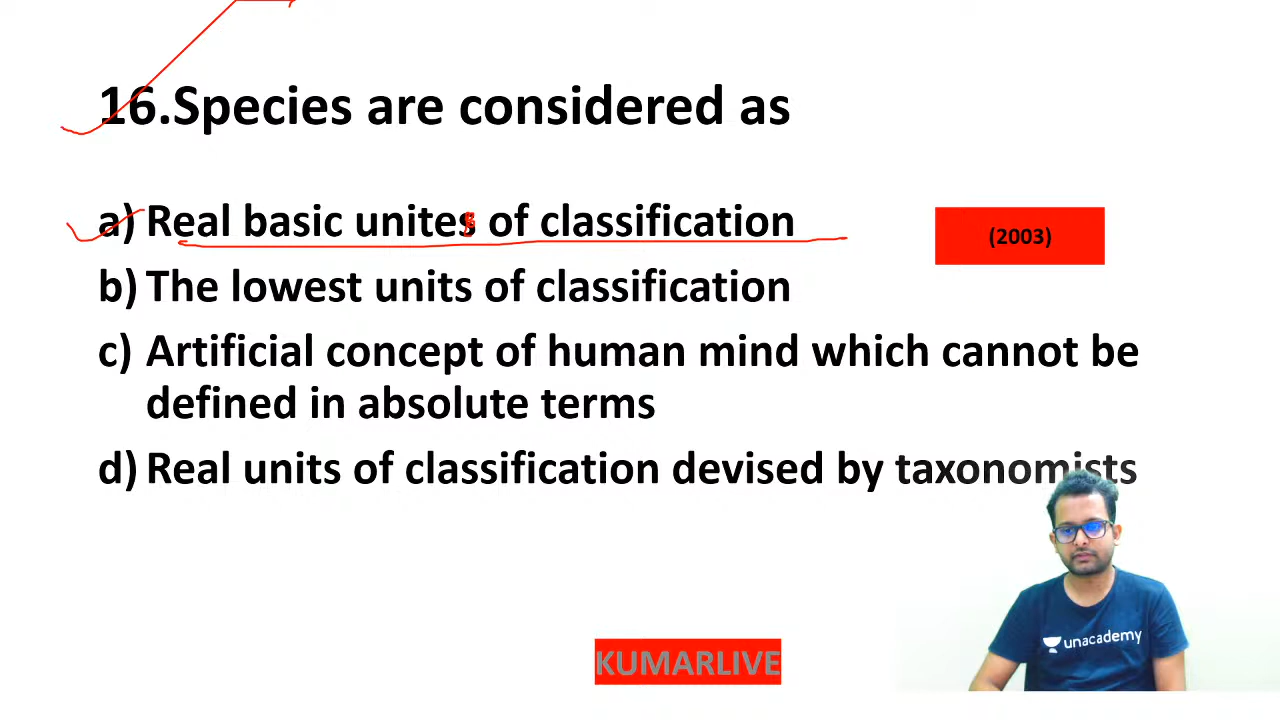 16.Species are considered as
a) Real basic unites of classification
(2003)
b) The lowest units of classification
c) Artificial concept of human mind which cannot be
defined in absolute terms
d) Real units of classification devised by taxonomists
unacademy
KUMARLIVE